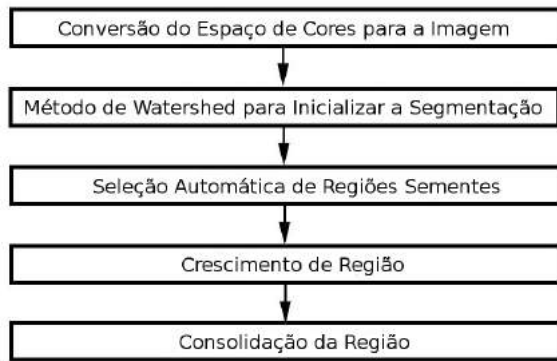 Conversão do Espaço de Cores para a Imagem
Método de Watershed para Inicializar a Segmentação
Seleção Automática de Regiões Sementes
Crescimento de Região
Consolidação da Região